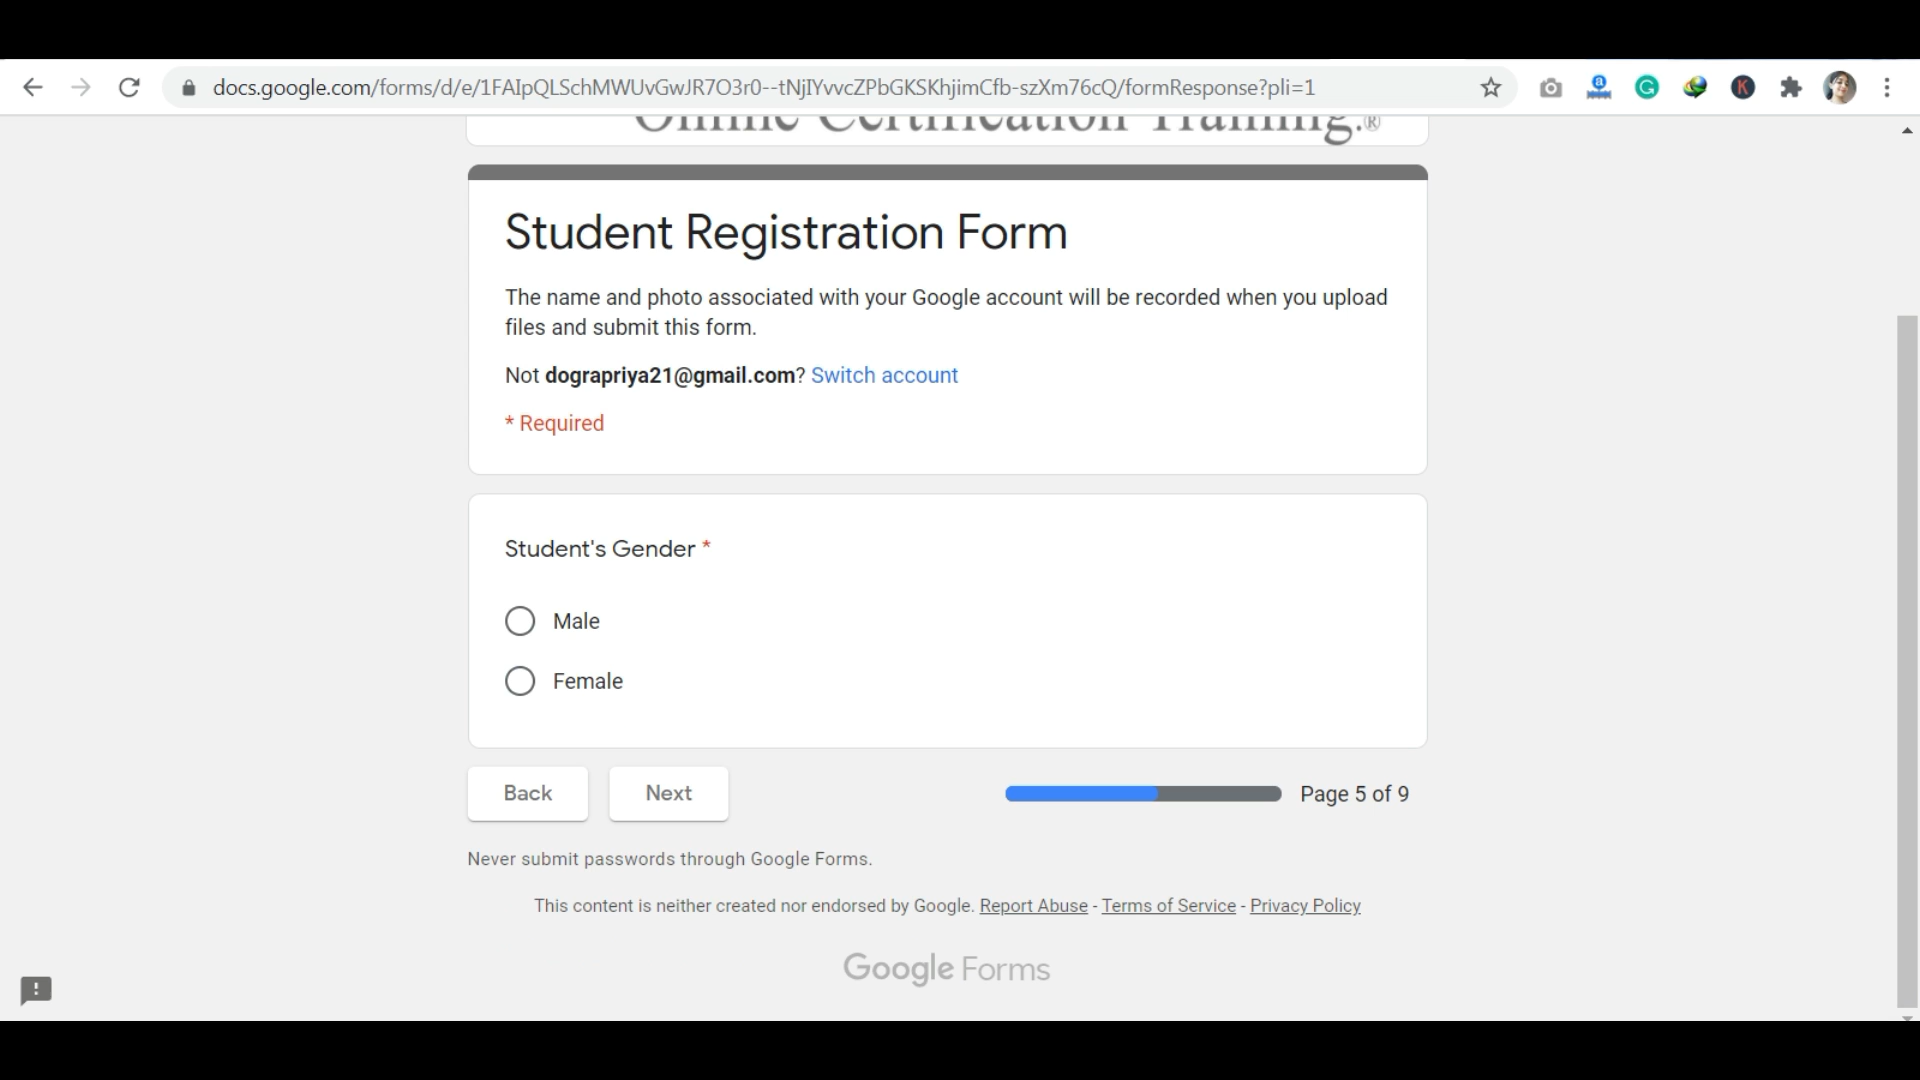 docs.google.com/forms/d/e/1FAIpQLSchMWUvGwJR7O3r0--tNjIYvvcZPbGKSKhjimCfb-szXm76cQ/formResponse?pli=1
Online Certification Training.®
Student Registration Form
The name and photo associated with your Google account will be recorded when you upload
files and submit this form.
Not dograpriya21@gmail.com? Switch account
* Required
Student's Gender *
Male
Female
Back
Next
Page 5 of 9
Never submit passwords through Google Forms.
This content is neither created nor endorsed by Google. Report Abuse - Terms of Service - Privacy Policy
Google Forms